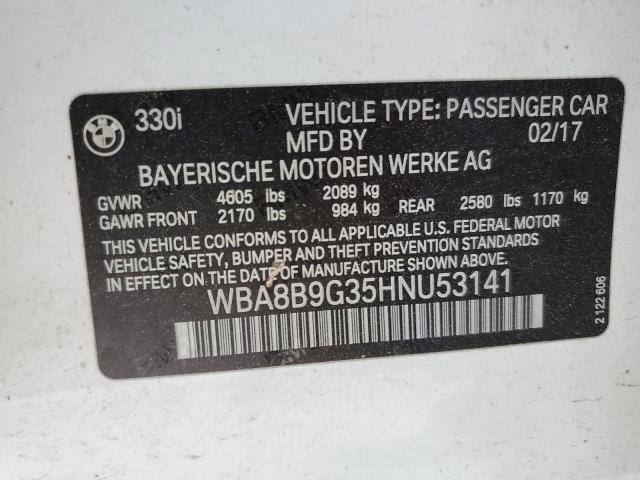 330i VEHICLE TYPE: PASSENGER CAR
MFD BY 02/17
BAYERISCHE MOTOREN WERKE AG
GVWR 4605 lbs 2089 kg
GAWR FRONT 2170 lbs 984 kg REAR 2580 lbs 1170 kg
THIS VEHICLE CONFORMS TO ALL APPLICABLE U.S. FEDERAL MOTOR
VEHICLE SAFETY, BUMPER AND THEFT PREVENTION STANDARDS
IN EFFECT ON THE DATE OF MANUFACTURE SHOWN ABOVE.
WBA8B9G35HNU53141
2 122 606